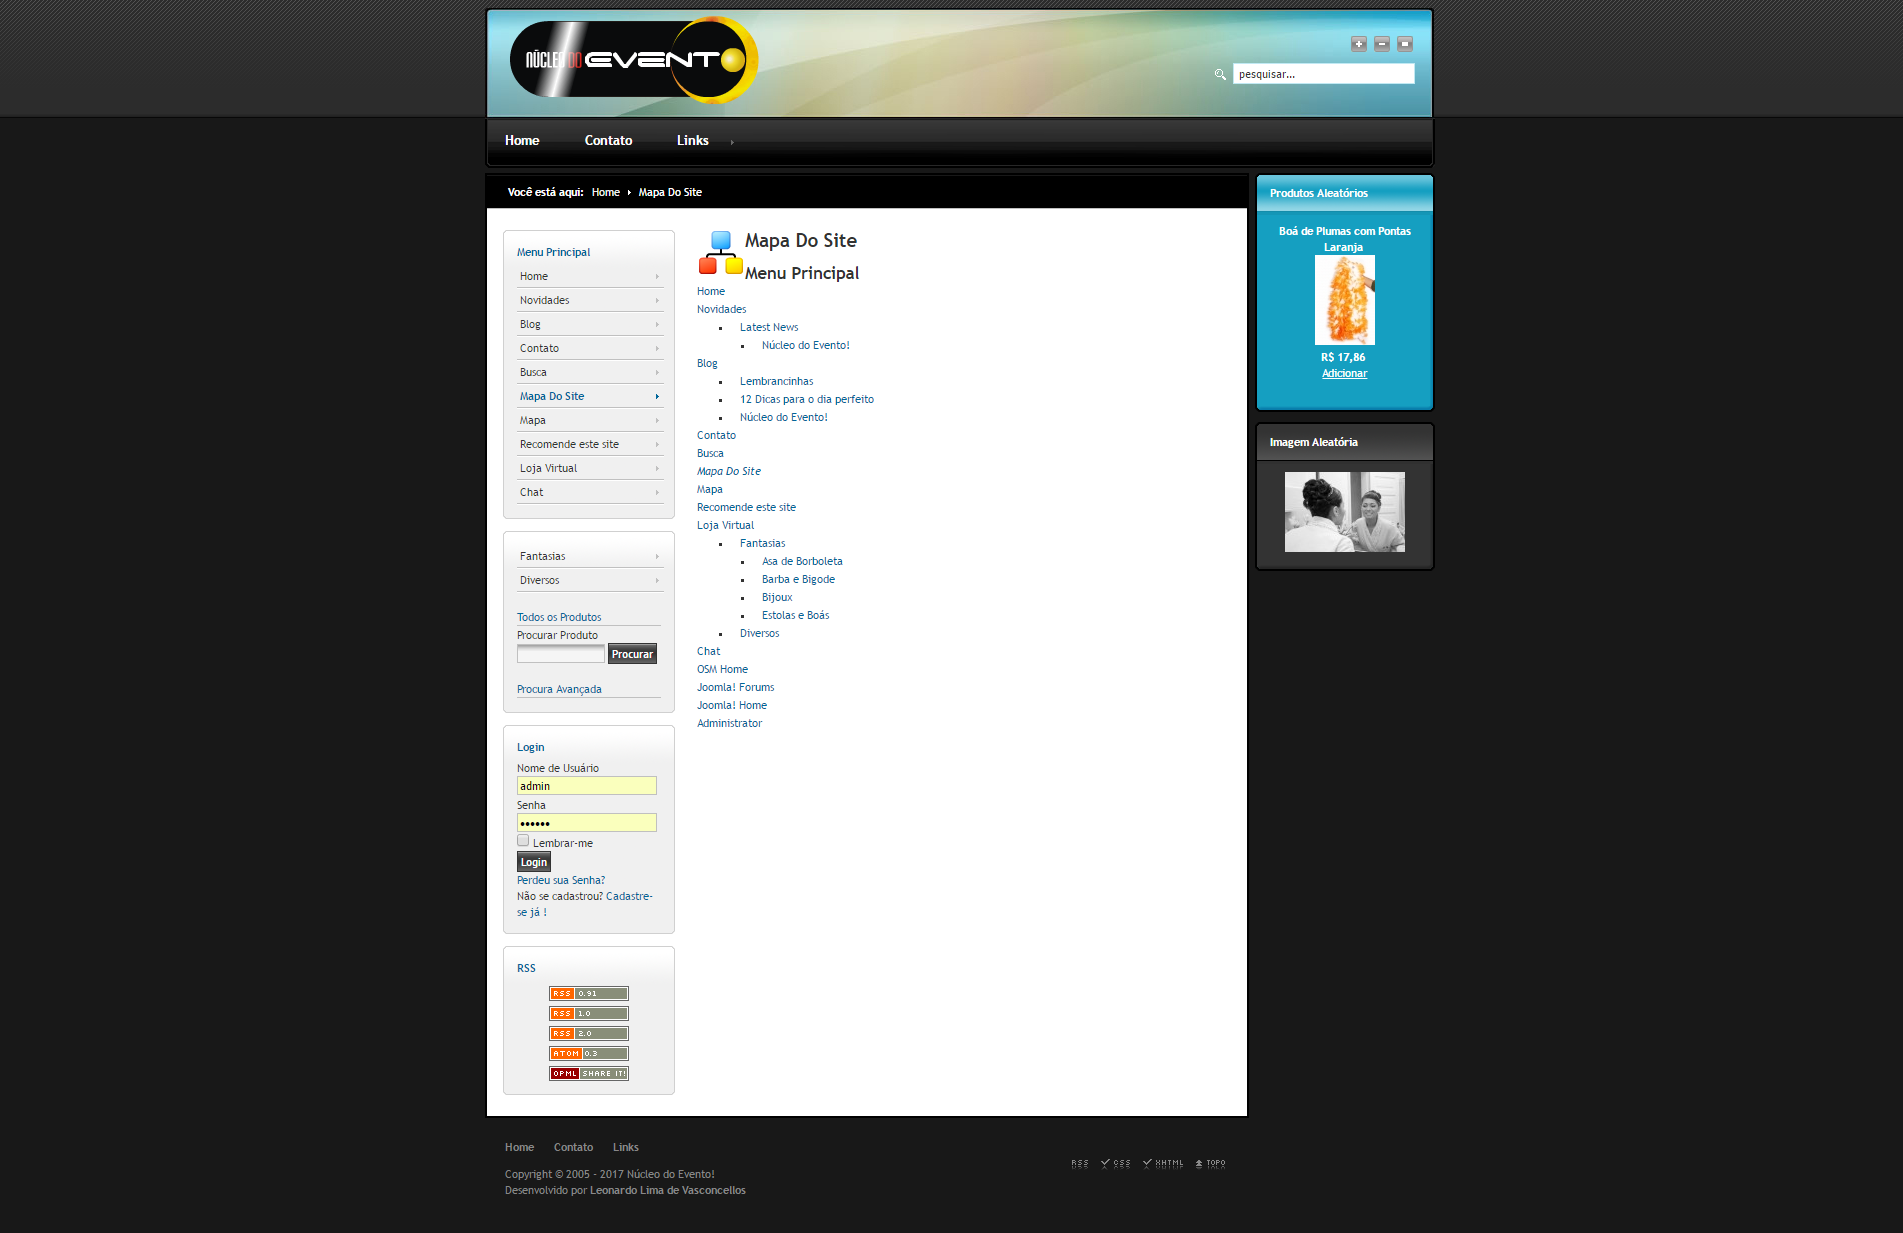 NÚCLEO DO EVENTO
pesquisar...
Home Contato Links
Você está aqui: Home Mapa Do Site
Menu Principal
Home
Novidades
Blog
Contato
Busca
Mapa Do Site
Mapa
Recomende este site
Loja Virtual
Chat
Fantasias
Diversos
Todos os Produtos
Procurar Produto
Procurar
Procura Avançada
Login
Nome de Usuário
admin
Senha
••••••
Lembrar-me
Login
Perdeu sua Senha?
Não se cadastrou? Cadastre-
se já !
RSS
RSS 0.91
RSS 1.0
RSS 2.0
ATOM 0.3
OPML SHARE IT!
Mapa Do Site
Menu Principal
Home
Novidades
Latest News
Núcleo do Evento!
Blog
Lembrancinhas
12 Dicas para o dia perfeito
Núcleo do Evento!
Contato
Busca
Mapa Do Site
Mapa
Recomende este site
Loja Virtual
Fantasias
Asa de Borboleta
Barba e Bigode
Bijoux
Estolas e Boás
Diversos
Chat
OSM Home
Joomla! Forums
Joomla! Home
Administrator
Produtos Aleatórios
Boá de Plumas com Pontas
Laranja
R$ 17,86
Adicionar
Imagem Aleatória
Home Contato Links
Copyright © 2005 - 2017 Núcleo do Evento!
Desenvolvido por Leonardo Lima de Vasconcellos
RSS CSS XHTML TOPO